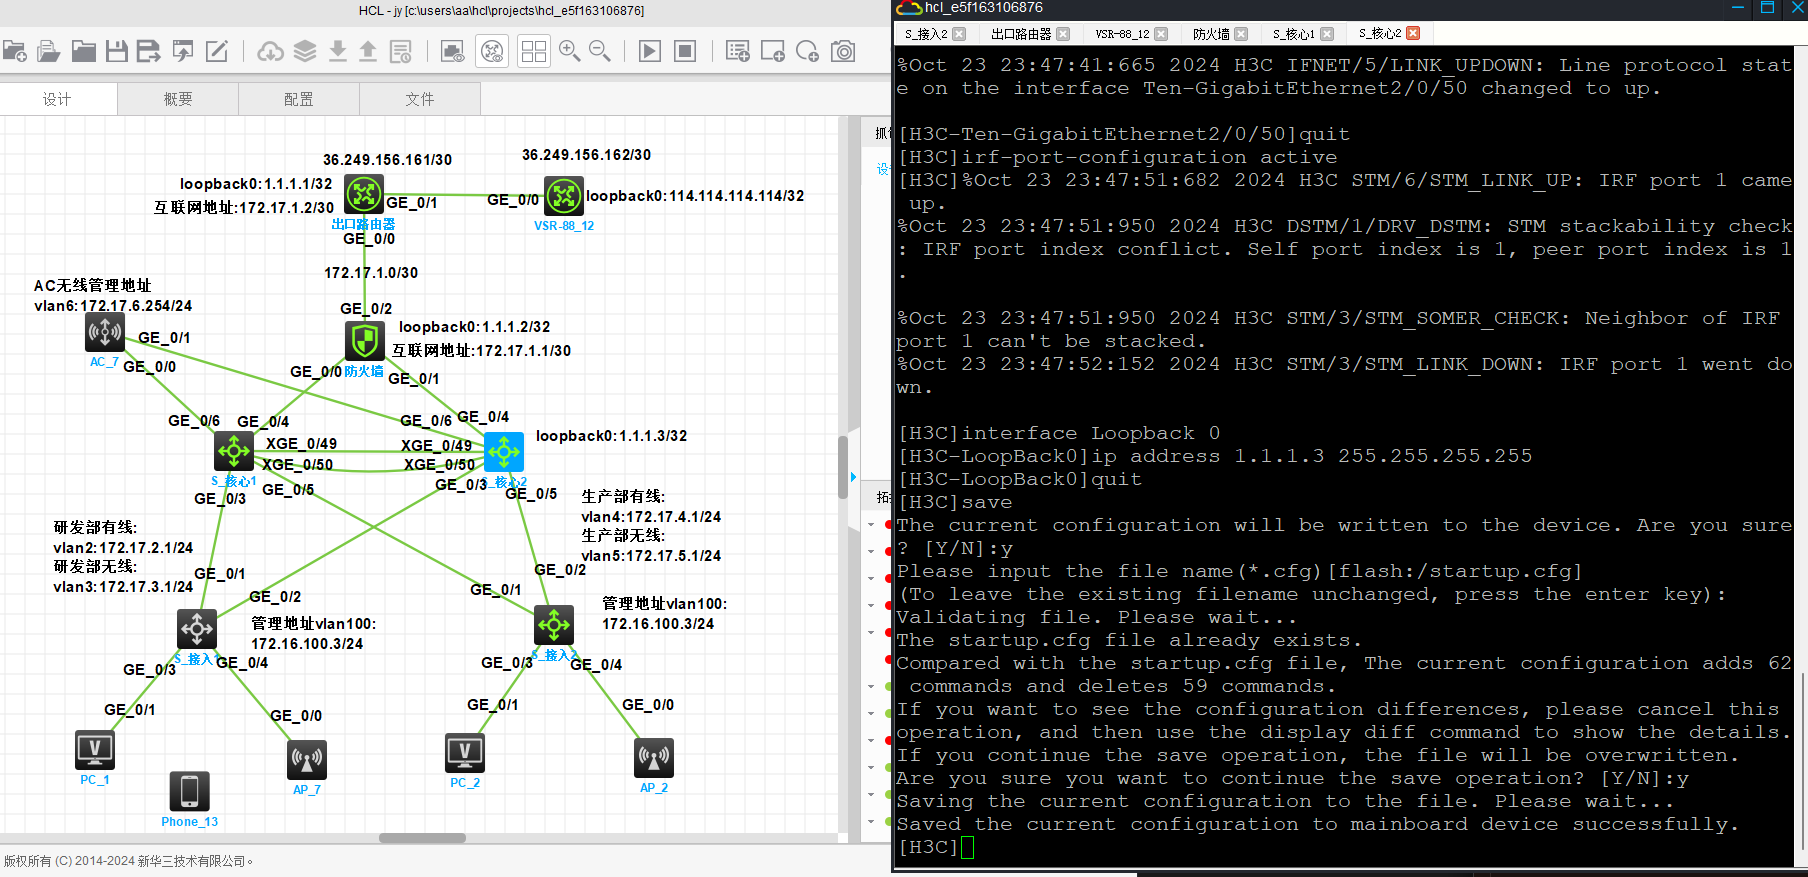 HCL - jy [c:\users\aa\hcl\projects\hcl_e5f163106876]
设计
概要
配置
文件
抓
设
拓
36.249.156.161/30
36.249.156.162/30
loopback0:1.1.1.1/32
互联网地址:172.17.1.2/30
GE_0/1
GE_0/0
loopback0:114.114.114.114/32
出口路由器
VSR-88_12
GE_0/0
172.17.1.0/30
AC无线管理地址
vlan6:172.17.6.254/24
GE_0/2
loopback0:1.1.1.2/32
GE_0/1
互联网地址:172.17.1.1/30
AC_7
GE_0/0
GE_0/0
防火墙
GE_0/1
GE_0/6
GE_0/4
GE_0/6
GE_0/4
loopback0:1.1.1.3/32
XGE_0/49
XGE_0/49
XGE_0/50
XGE_0/50
S_核心1
S_核心2
GE_0/3
GE_0/5
GE_0/3
GE_0/5
生产部有线:
vlan4:172.17.4.1/24
生产部无线:
vlan5:172.17.5.1/24
研发部有线:
vlan2:172.17.2.1/24
研发部无线:
vlan3:172.17.3.1/24
GE_0/1
GE_0/2
GE_0/2
GE_0/1
管理地址vlan100:
172.16.100.3/24
管理地址vlan100:
172.16.100.3/24
S_接入1
S_接入2
GE_0/3
GE_0/4
GE_0/3
GE_0/4
GE_0/1
GE_0/0
GE_0/1
GE_0/0
PC_1
AP_7
PC_2
AP_2
Phone_13
版权所有 (C) 2014-2024 新华三技术有限公司。
hcl_e5f163106876
S_接入2
出口路由器
VSR-88_12
防火墙
S_核心1
S_核心2
%Oct 23 23:47:41:665 2024 H3C IFNET/5/LINK_UPDOWN: Line protocol stat
e on the interface Ten-GigabitEthernet2/0/50 changed to up.
[H3C-Ten-GigabitEthernet2/0/50]quit
[H3C]irf-port-configuration active
[H3C]%Oct 23 23:47:51:682 2024 H3C STM/6/STM_LINK_UP: IRF port 1 came
 up.
%Oct 23 23:47:51:950 2024 H3C DSTM/1/DRV_DSTM: STM stackability check
: IRF port index conflict. Self port index is 1, peer port index is 1
.
%Oct 23 23:47:51:950 2024 H3C STM/3/STM_SOMER_CHECK: Neighbor of IRF
port 1 can't be stacked.
%Oct 23 23:47:52:152 2024 H3C STM/3/STM_LINK_DOWN: IRF port 1 went do
wn.
[H3C]interface Loopback 0
[H3C-LoopBack0]ip address 1.1.1.3 255.255.255.255
[H3C-LoopBack0]quit
[H3C]save
The current configuration will be written to the device. Are you sure
? [Y/N]:y
Please input the file name(*.cfg)[flash:/startup.cfg]
(To leave the existing filename unchanged, press the enter key):
Validating file. Please wait...
The startup.cfg file already exists.
Compared with the startup.cfg file, The current configuration adds 62
 commands and deletes 59 commands.
If you want to see the configuration differences, please cancel this
operation, and then use the display diff command to show the details.
If you continue the save operation, the file will be overwritten.
Are you sure you want to continue the save operation? [Y/N]:y
Saving the current configuration to the file. Please wait...
Saved the current configuration to mainboard device successfully.
[H3C]